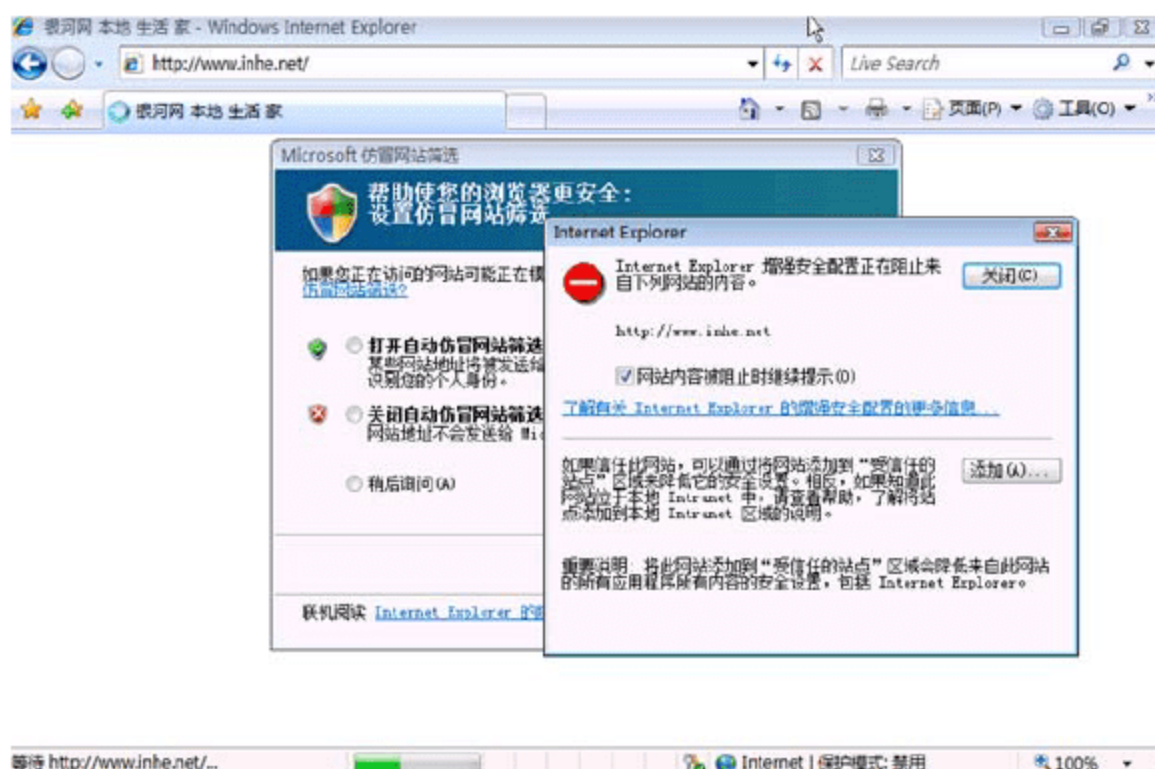 银河网 本地 生活 家 - Windows Internet Explorer
http://www.inhe.net/
Live Search
银河网 本地 生活 家
页面(P)
工具(O)
Microsoft 仿冒网站筛选
帮助使您的浏览器更安全:
设置仿冒网站筛选
如果您正在访问的网站可能正在模
仿冒网站筛选?
打开自动仿冒网站筛选
某些网站地址将被发送给
识别您的个人身份。
关闭自动仿冒网站筛选
网站地址不会发送给 Mic
稍后询问(A)
联机阅读 Internet Explorer 的
Internet Explorer
Internet Explorer 增强安全配置正在阻止来
自下列网站的内容。
关闭(C)
http://www.inhe.net
网站内容被阻止时继续提示(O)
了解有关 Internet Explorer 的增强安全配置的更多信息...
如果信任此网站,可以通过将网站添加到“受信任的
站点”区域来降低它的安全设置。相反,如果知道此
网站位于本地 Intranet 中,请查看帮助,了解将站
点添加到本地 Intranet 区域的说明。
添加(A)...
重要说明: 将此网站添加到“受信任的站点”区域会降低来自此网站
的所有应用程序所有内容的安全设置,包括 Internet Explorer。
等待 http://www.inhe.net/...
Internet | 保护模式: 禁用
100%